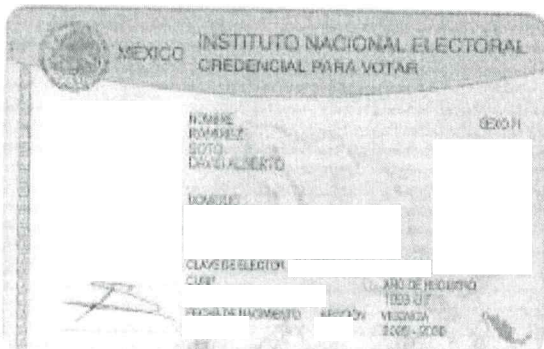 MÉXICO INSTITUTO NACIONAL ELECTORAL
CREDENCIAL PARA VOTAR
NOMBRE SEXO H
RAMIREZ
SOTO
DAVID ALBERTO
DOMICILIO
CLAVE DE ELECTOR
CURP AÑO DE REGISTRO
1993
FECHA DE NACIMIENTO SECCIÓN VIGENCIA